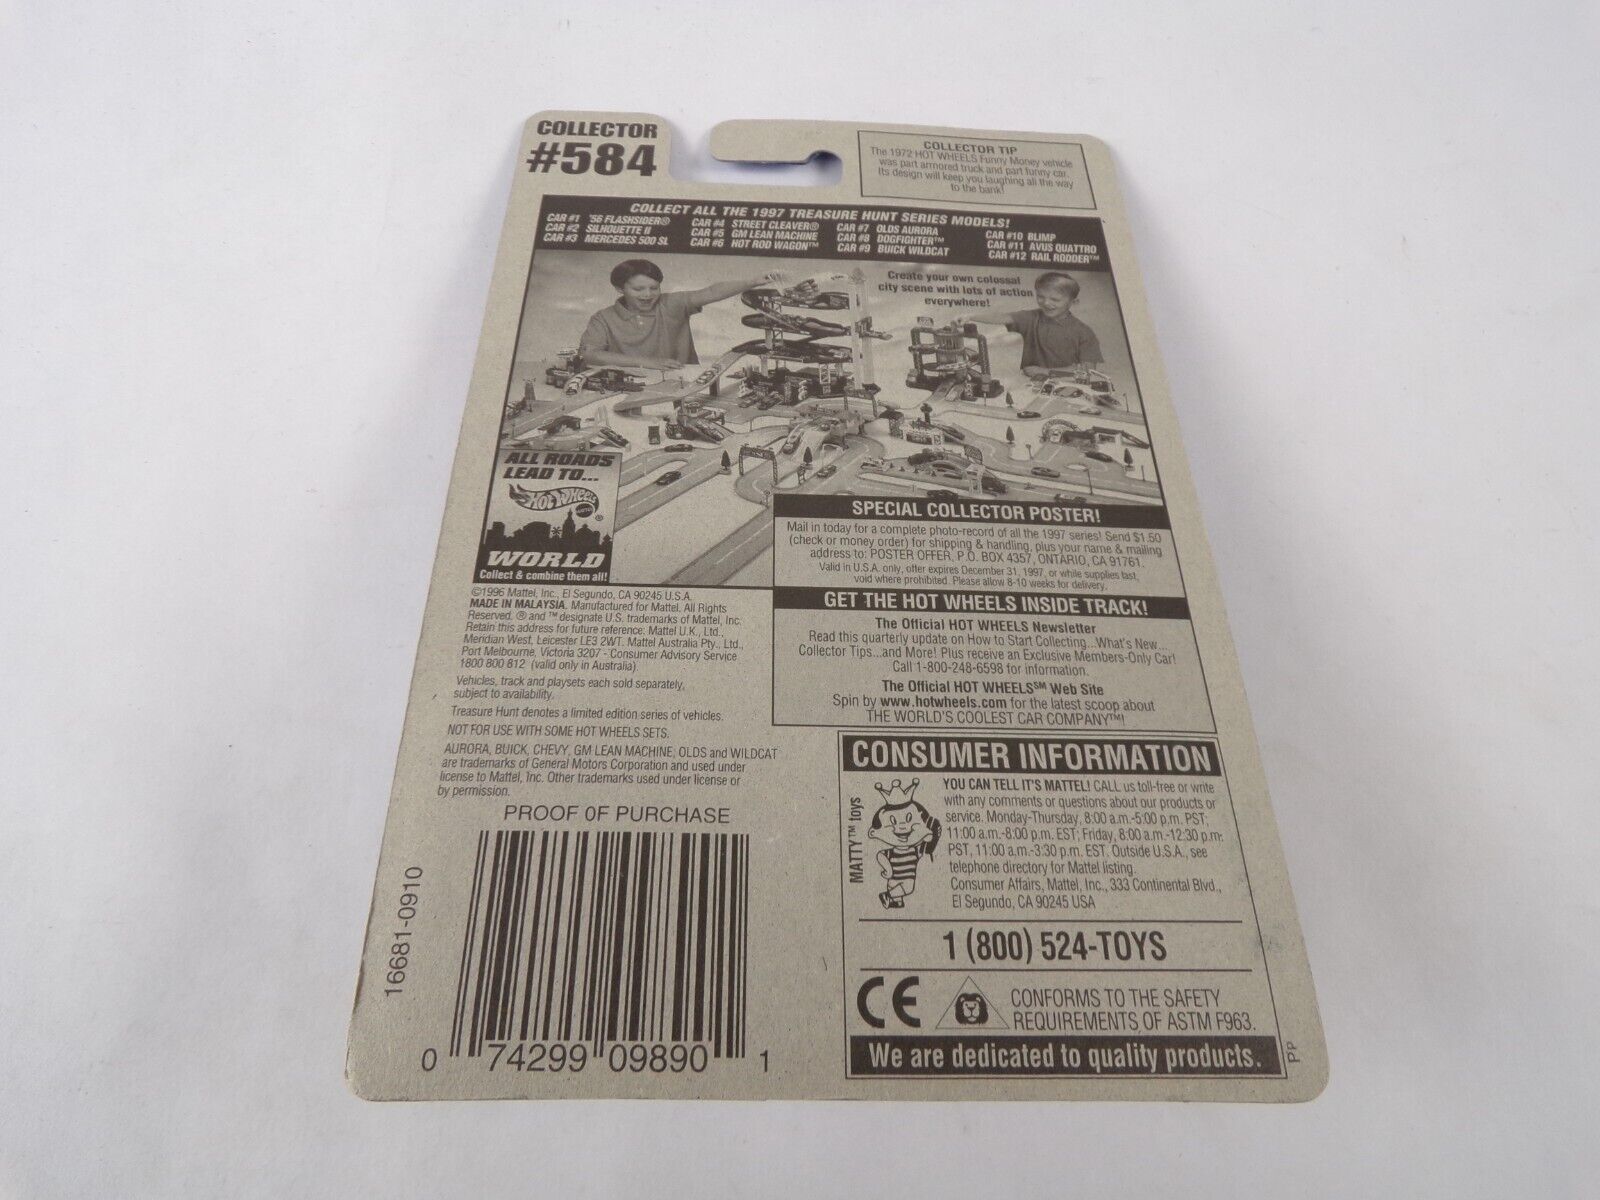 COLLECTOR
#584
COLLECTOR TIP
The 1972 HOT WHEELS Funny Money vehicle
was part armored truck and part funny car.
Its design will keep you laughing all the way
to the bank!
COLLECT ALL THE 1997 TREASURE HUNT SERIES MODELS!
CAR #1 '56 FLASHSIDER®
CAR #2 SILHOUETTE II
CAR #3 MERCEDES 500 SL
CAR #4 STREET CLEAVER®
CAR #5 GM LEAN MACHINE
CAR #6 HOT ROD WAGON™
CAR #7 OLDS AURORA
CAR #8 DOGFIGHTER™
CAR #9 BUICK WILDCAT
CAR #10 BLIMP
CAR #11 AVUS QUATTRO
CAR #12 RAIL RODDER™
Create your own colossal
city scene with lots of action
everywhere!
ALL ROADS
LEAD TO...
Hot Wheels
MATTEL
®
WORLD
Collect & combine them all!
SPECIAL COLLECTOR POSTER!
Mail in today for a complete photo-record of all the 1997 series! Send $1.50
(check or money order) for shipping & handling, plus your name & mailing
address to: POSTER OFFER, P.O. BOX 4357, ONTARIO, CA 91761.
Valid in U.S.A. only, offer expires December 31, 1997, or while supplies last,
void where prohibited. Please allow 8-10 weeks for delivery.
GET THE HOT WHEELS INSIDE TRACK!
The Official HOT WHEELS Newsletter
Read this quarterly update on How to Start Collecting...What's New...
Collector Tips...and More! Plus receive an Exclusive Members-Only Car!
Call 1-800-248-6598 for information.
The Official HOT WHEELS℠ Web Site
Spin by www.hotwheels.com for the latest scoop about
THE WORLD'S COOLEST CAR COMPANY™!
©1996 Mattel, Inc., El Segundo, CA 90245 U.S.A.
MADE IN MALAYSIA. Manufactured for Mattel. All Rights
Reserved. ® and ™ designate U.S. trademarks of Mattel, Inc.
Retain this address for future reference: Mattel U.K., Ltd.,
Meridian West, Leicester LE3 2WT. Mattel Australia Pty., Ltd.,
Port Melbourne, Victoria 3207 - Consumer Advisory Service
1800 800 812 (valid only in Australia).
Vehicles, track and playsets each sold separately,
subject to availability.
Treasure Hunt denotes a limited edition series of vehicles.
NOT FOR USE WITH SOME HOT WHEELS SETS.
AURORA, BUICK, CHEVY, GM LEAN MACHINE, OLDS and WILDCAT
are trademarks of General Motors Corporation and used under
license to Mattel, Inc. Other trademarks used under license or
by permission.
PROOF OF PURCHASE
16681-0910
0 74299 09890 1
CONSUMER INFORMATION
MATTY™ toys
YOU CAN TELL IT'S MATTEL! CALL us toll-free or write
with any comments or questions about our products or
service. Monday-Thursday, 8:00 a.m.-5:00 p.m. PST;
11:00 a.m.-8:00 p.m. EST; Friday, 8:00 a.m.-12:30 p.m.
PST, 11:00 a.m.-3:30 p.m. EST. Outside U.S.A., see
telephone directory for Mattel listing.
Consumer Affairs, Mattel, Inc., 333 Continental Blvd.,
El Segundo, CA 90245 USA
1 (800) 524-TOYS
CE
CONFORMS TO THE SAFETY
REQUIREMENTS OF ASTM F963.
We are dedicated to quality products.
PP